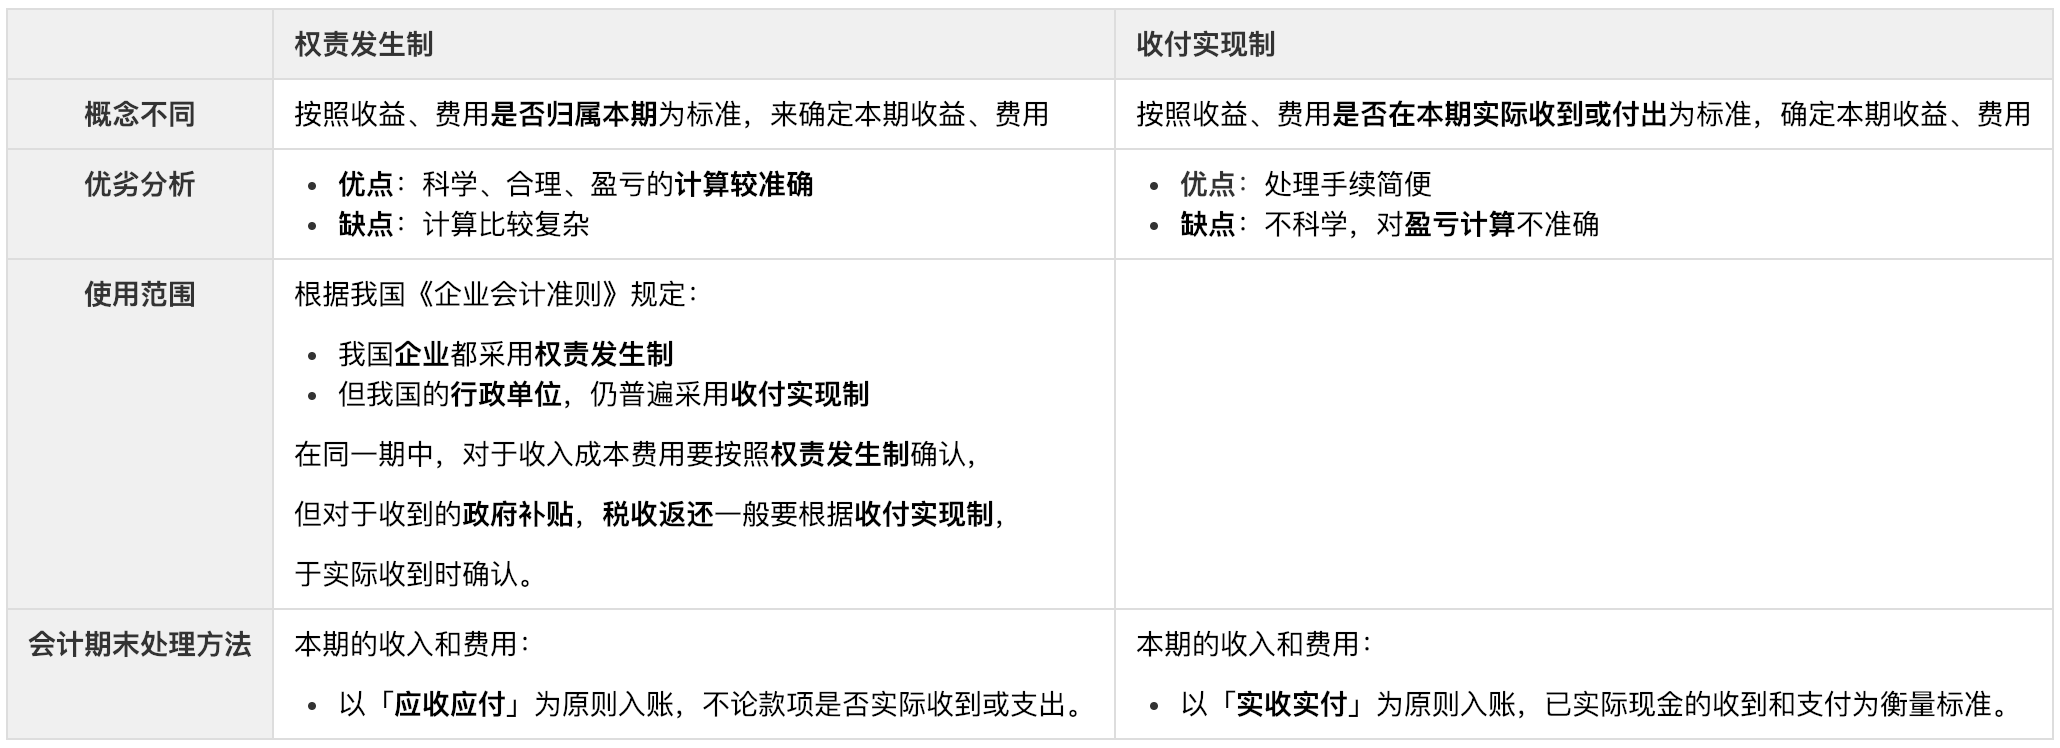 权责发生制
收付实现制
概念不同
按照收益、费用是否归属本期为标准，来确定本期收益、费用
按照收益、费用是否在本期实际收到或付出为标准，确定本期收益、费用
优劣分析
• 优点：科学、合理、盈亏的计算较准确
• 缺点：计算比较复杂
• 优点：处理手续简便
• 缺点：不科学，对盈亏计算不准确
使用范围
根据我国《企业会计准则》规定：
• 我国企业都采用权责发生制
• 但我国的行政单位，仍普遍采用收付实现制
在同一期中，对于收入成本费用要按照权责发生制确认，
但对于收到的政府补贴，税收返还一般要根据收付实现制，
于实际收到时确认。
会计期末处理方法
本期的收入和费用：
• 以「应收应付」为原则入账，不论款项是否实际收到或支出。
本期的收入和费用：
• 以「实收实付」为原则入账，已实际现金的收到和支付为衡量标准。